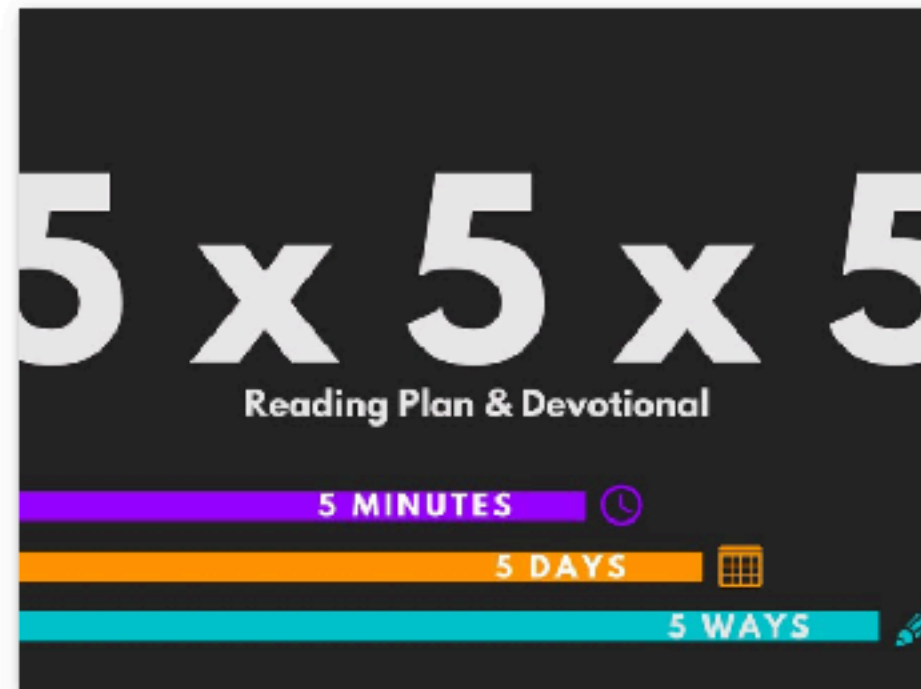 5 x 5 x 5
Reading Plan & Devotional
5 MINUTES
5 DAYS
5 WAYS